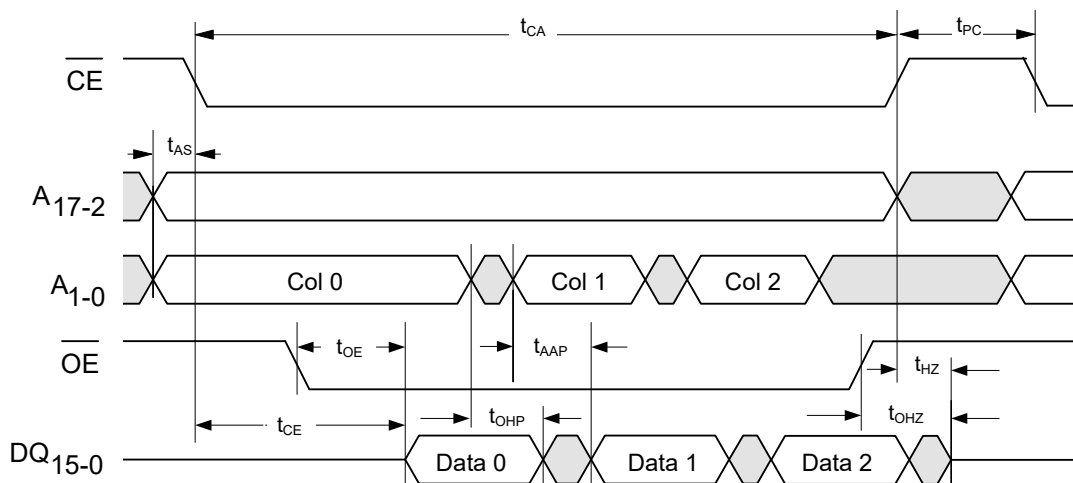 tCA
tPC
CE
tAS
A17-2
A1-0
Col 0
Col 1
Col 2
OE
tOE
tAAP
tHZ
tCE
tOHP
tOHZ
DQ15-0
Data 0
Data 1
Data 2